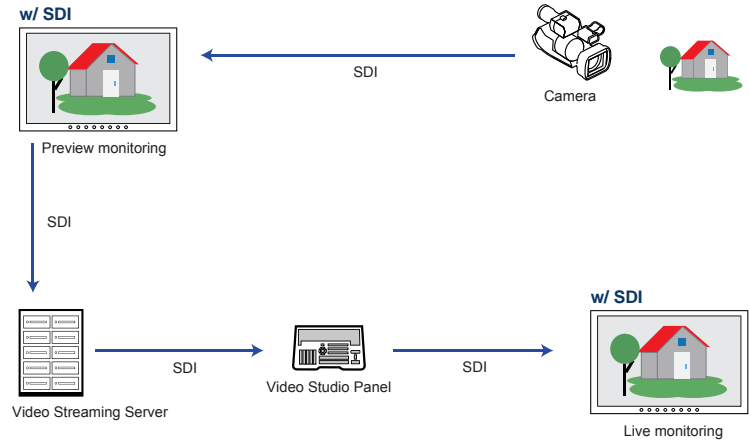 w/ SDI
SDI
Camera
Preview monitoring
SDI
w/ SDI
SDI
SDI
Video Studio Panel
Video Streaming Server
Live monitoring